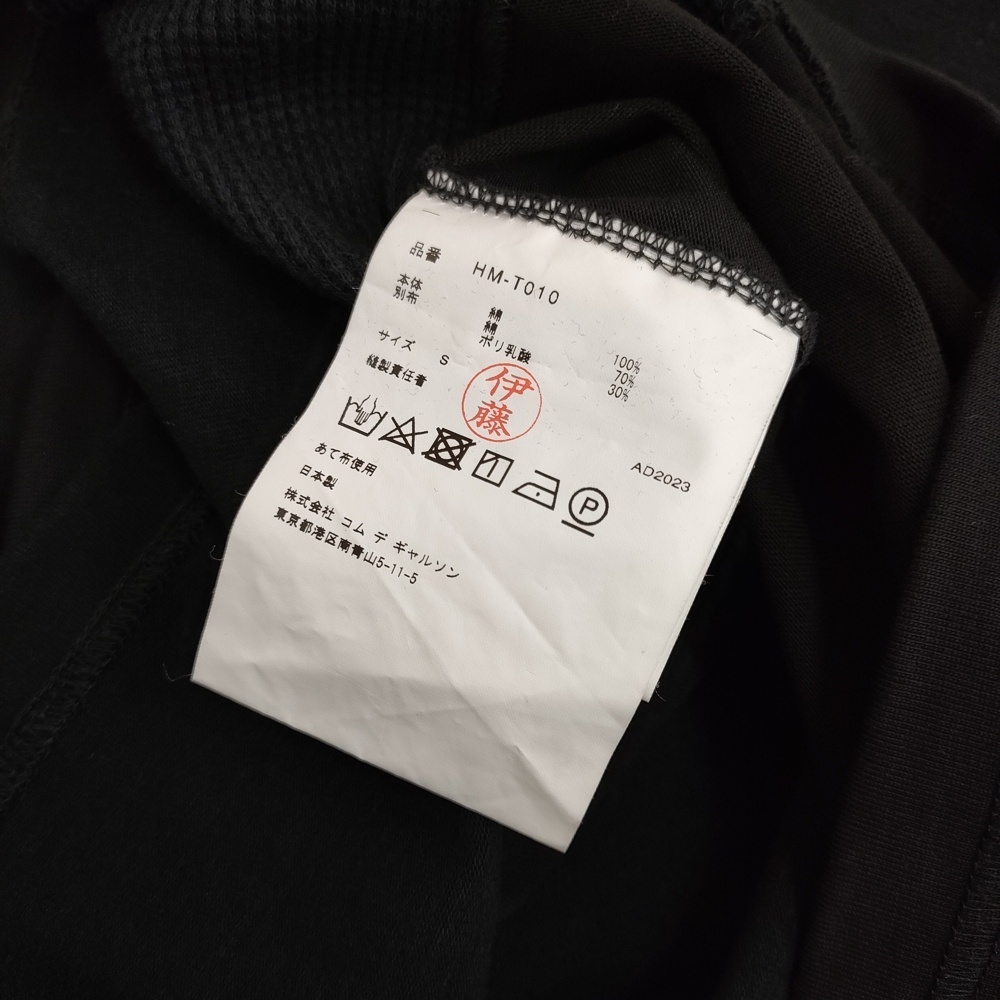 品番 HM-T010
本体 綿 100%
別布 綿 70%
ポリ乳酸 30%
サイズ S
縫製責任者 伊藤
AD2023
P
あて布使用
日本製
株式会社 コム デ ギャルソン
東京都港区南青山5-11-5